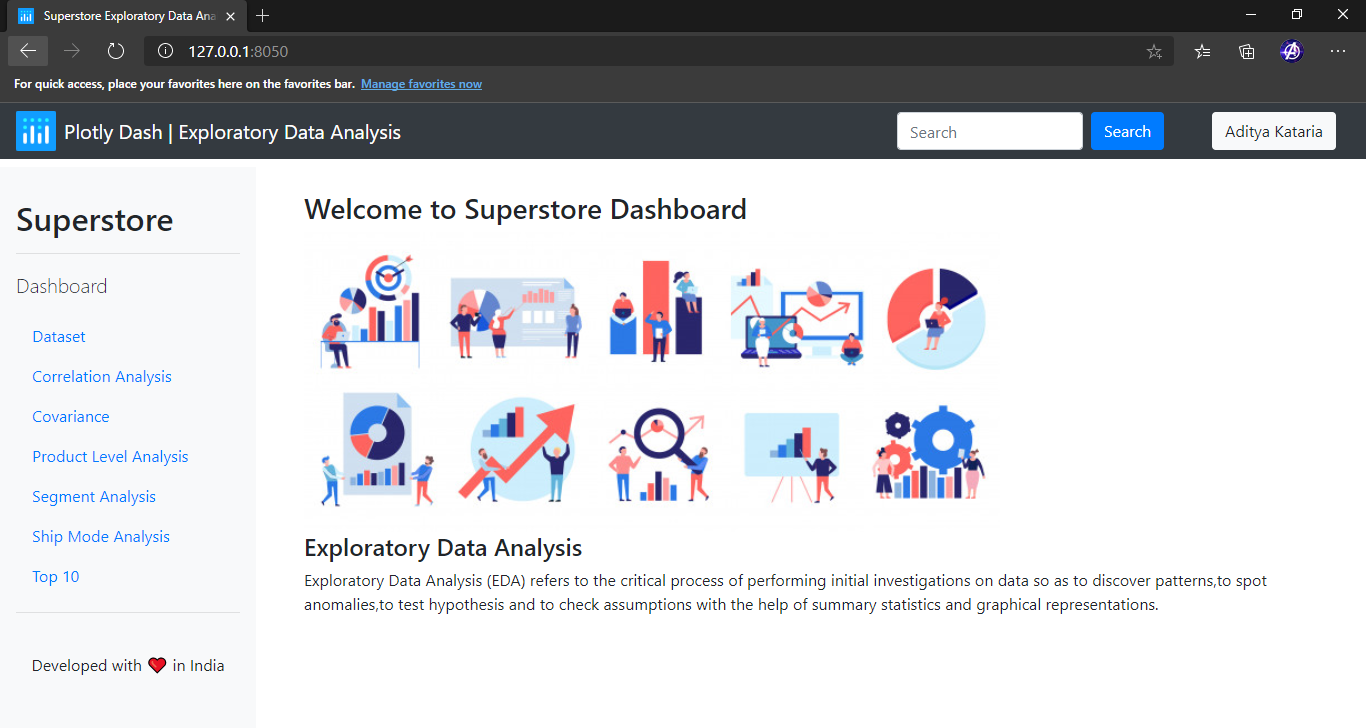 Superstore Exploratory Data Ana
127.0.0.1:8050
For quick access, place your favorites here on the favorites bar. Manage favorites now
Plotly Dash | Exploratory Data Analysis
Search
Search
Aditya Kataria
Superstore
Dashboard
Dataset
Correlation Analysis
Covariance
Product Level Analysis
Segment Analysis
Ship Mode Analysis
Top 10
Developed with ❤ in India
Welcome to Superstore Dashboard
Exploratory Data Analysis
Exploratory Data Analysis (EDA) refers to the critical process of performing initial investigations on data so as to discover patterns,to spot
anomalies,to test hypothesis and to check assumptions with the help of summary statistics and graphical representations.